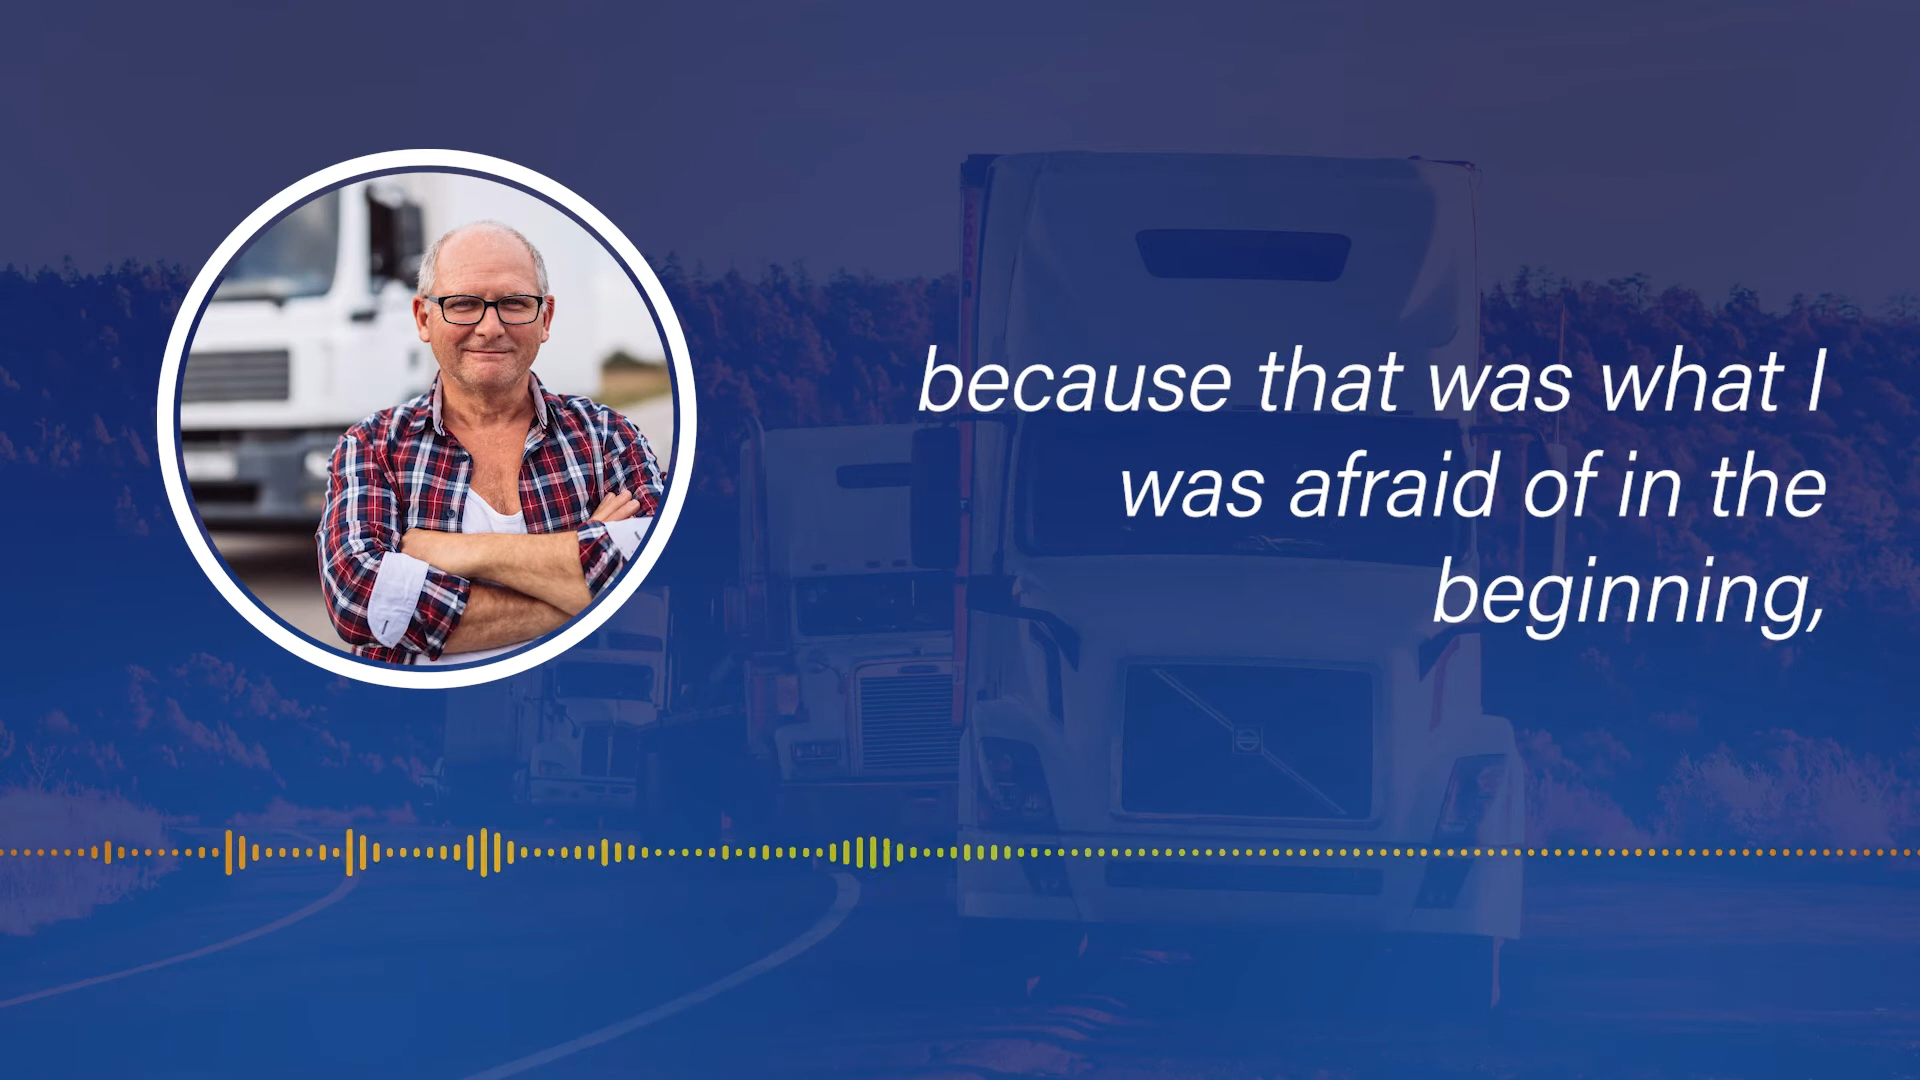 because that was what I
was afraid of in the
beginning,